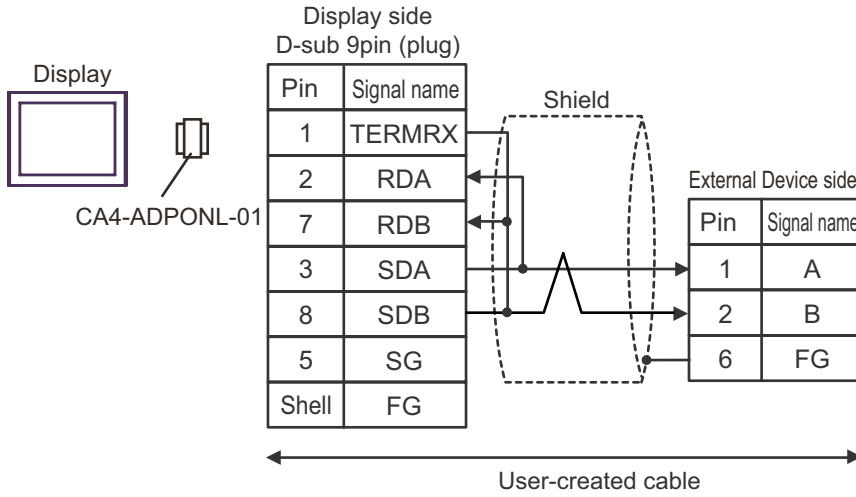 Display side
D-sub 9pin (plug)
Display
CA4-ADPONL-01
Pin Signal name
1 TERMRX
2 RDA
7 RDB
3 SDA
8 SDB
5 SG
Shell FG
Shield
External Device side
Pin Signal name
1 A
2 B
6 FG
User-created cable